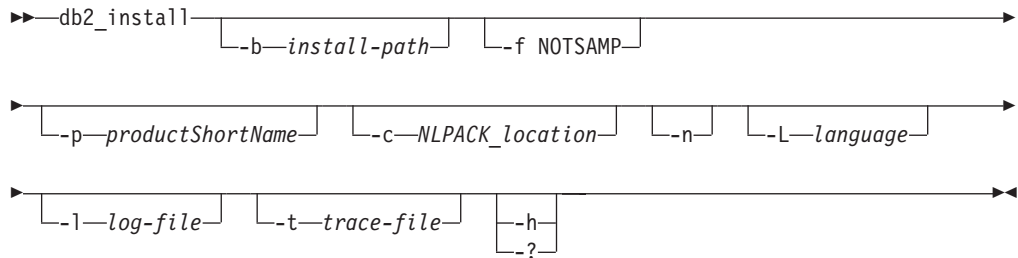 db2_install
-b install-path -f NOTSAMP
-p productShortName -c NLPACK_location -n -L language
-l log-file -t trace-file -h
-?